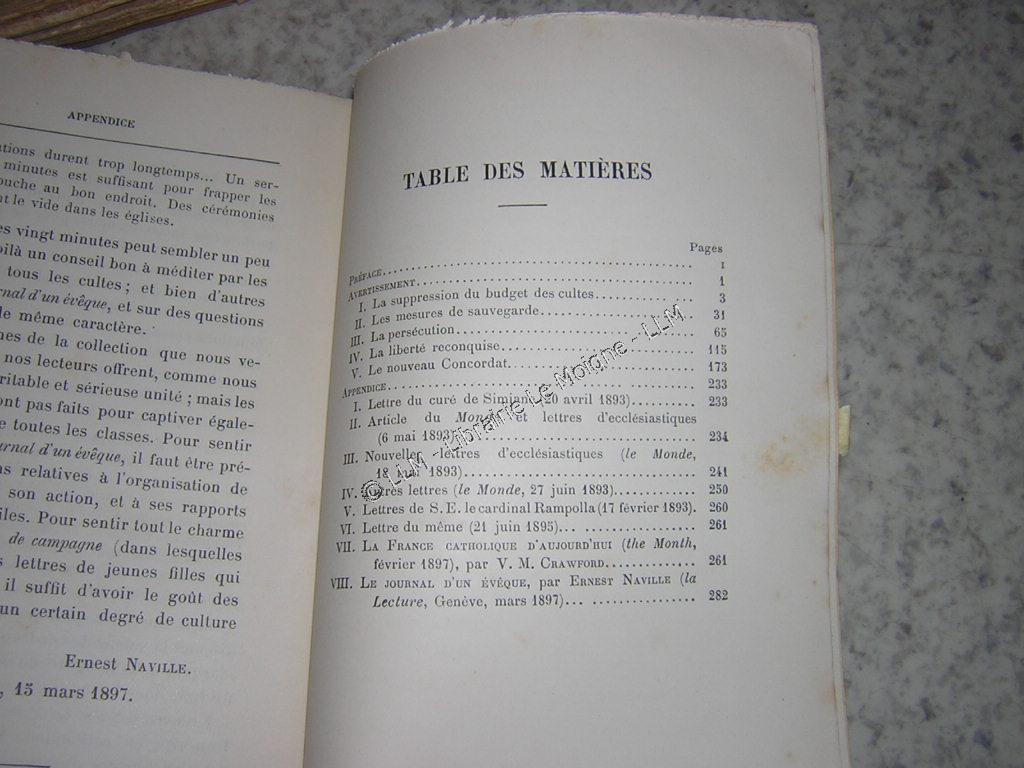 APPENDICE
durent trop longtemps... Un ser-
minutes est suffisant pour frapper les
au bon endroit. Des cérémonies
le vide dans les églises.
vingt minutes peut sembler un peu
un conseil bon à méditer par les
tous les cultes ; et bien d'autres
d'un évêque, et sur des questions
même caractère.
de la collection que nous ve-
nos lecteurs offrent, comme nous
et sérieuse unité ; mais les
pas faits pour captiver égale-
toutes les classes. Pour sentir
d'un évêque, il faut être pré-
relatives à l'organisation de
son action, et à ses rapports
Pour sentir tout le charme
de campagne (dans lesquelles
lettres de jeunes filles qui
il suffit d'avoir le goût des
un certain degré de culture
Ernest NAVILLE.
, 15 mars 1897.
TABLE DES MATIÈRES
Pages
PRÉFACE........ I
AVERTISSEMENT........ 1
I. La suppression du budget des cultes........ 3
II. Les mesures de sauvegarde........ 31
III. La persécution........ 65
IV. La liberté reconquise........ 115
V. Le nouveau Concordat........ 173
APPENDICE........ 233
I. Lettre du curé de Simiane (20 avril 1893)........ 233
II. Article du Monde et lettres d'ecclésiastiques
(6 mai 1893)........ 234
III. Nouvelles lettres d'ecclésiastiques (le Monde,
18 mai 1893)........ 241
IV. Autres lettres (le Monde, 27 juin 1893)........ 250
V. Lettres de S. E. le cardinal Rampolla (17 février 1893). 260
VI. Lettre du même (21 juin 1895)........ 261
VII. LA FRANCE CATHOLIQUE D'AUJOURD'HUI (the Month,
février 1897), par V. M. CRAWFORD........ 261
VIII. LE JOURNAL D'UN ÉVÊQUE, par ERNEST NAVILLE (la
Lecture, Genève, mars 1897)........ 282
© LLM - Librairie Le Moigne - LLM